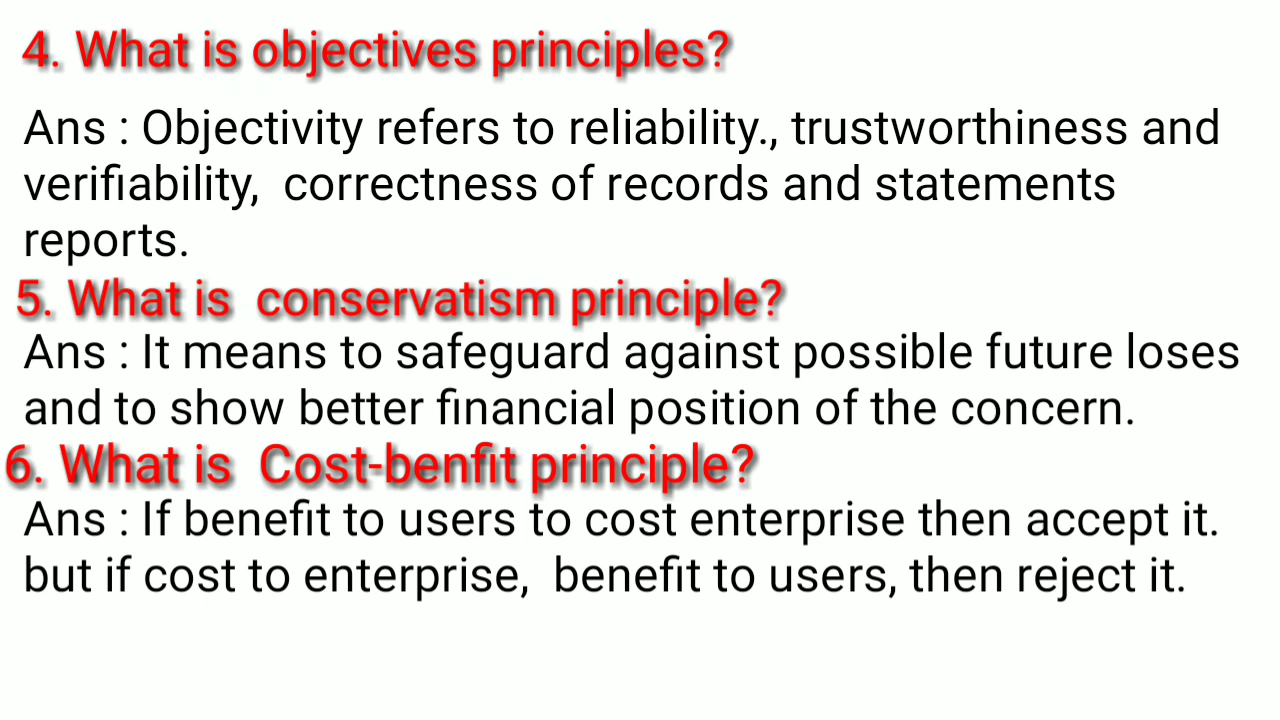 4. What is objectives principles?
Ans : Objectivity refers to reliability., trustworthiness and
verifiability, correctness of records and statements
reports.
5. What is conservatism principle?
Ans : It means to safeguard against possible future loses
and to show better financial position of the concern.
6. What is Cost-benfit principle?
Ans : If benefit to users to cost enterprise then accept it.
but if cost to enterprise, benefit to users, then reject it.